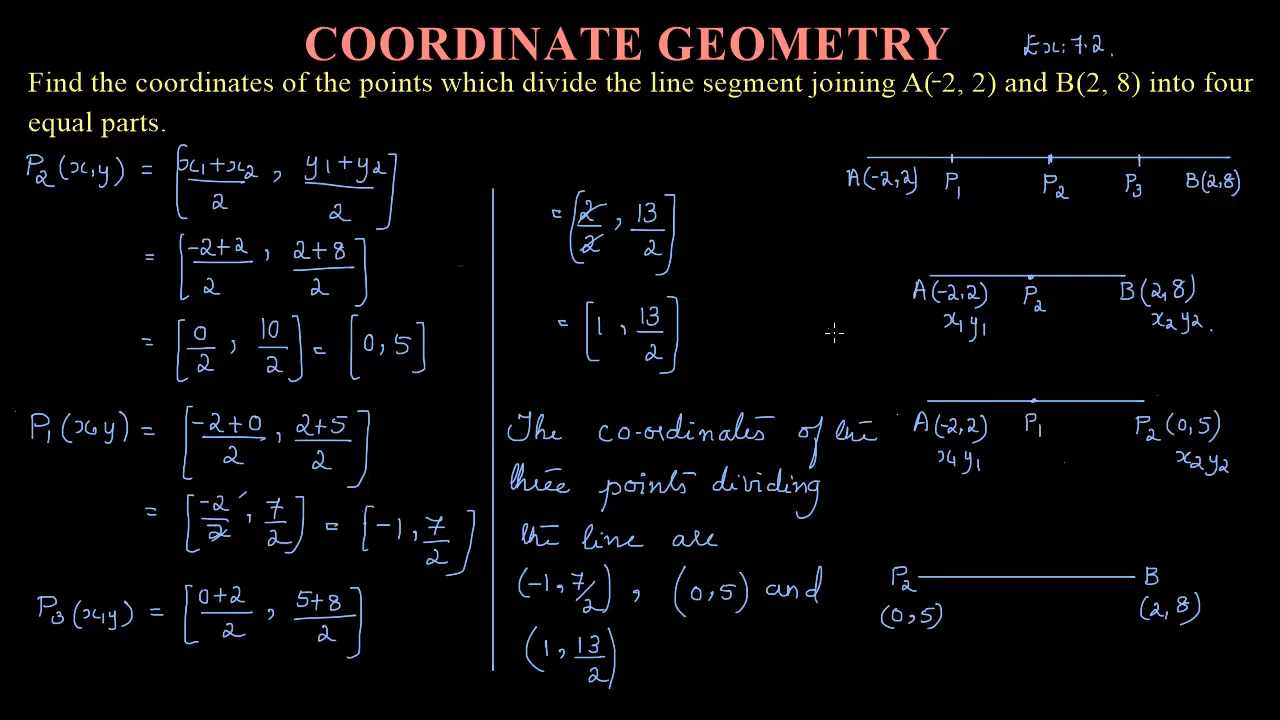 COORDINATE GEOMETRY
Ex: 7.2.
Find the coordinates of the points which divide the line segment joining A(-2, 2) and B(2, 8) into four
equal parts.
P₂(x,y) = [(x₁+x₂)/2 , (y₁+y₂)/2]
= [(-2+2)/2 , (2+8)/2]
= [0/2 , 10/2] = [0, 5]
P₁(x,y) = [(-2+0)/2 , (2+5)/2]
= [-2/2 , 7/2] = [-1, 7/2]
P₃(x,y) = [(0+2)/2 , (5+8)/2]
= [2/2 , 13/2]
= [1 , 13/2]
The co-ordinates of the
three points dividing
the line are
(-1, 7/2) , (0, 5) and
(1, 13/2)
A(-2,2) P₁ P₂ P₃ B(2,8)
A(-2,2) P₂ B(2,8)
x₁ y₁ x₂ y₂.
A(-2,2) P₁ P₂(0,5)
x₁ y₁ x₂ y₂
P₂ B
(0,5) (2,8)